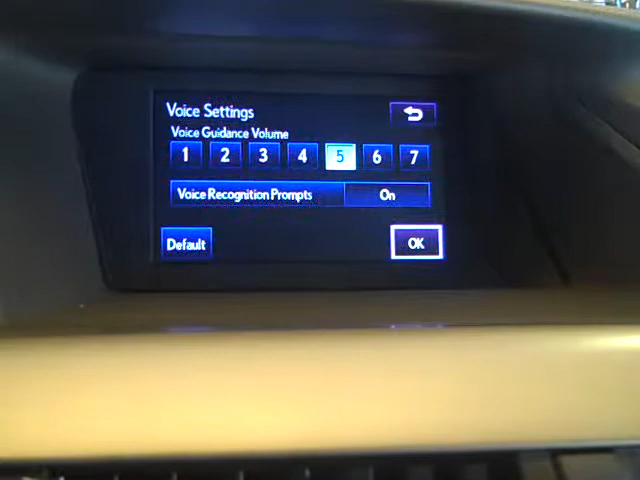 Voice Settings
Voice Guidance Volume
1 2 3 4 5 6 7
Voice Recognition Prompts On
Default OK